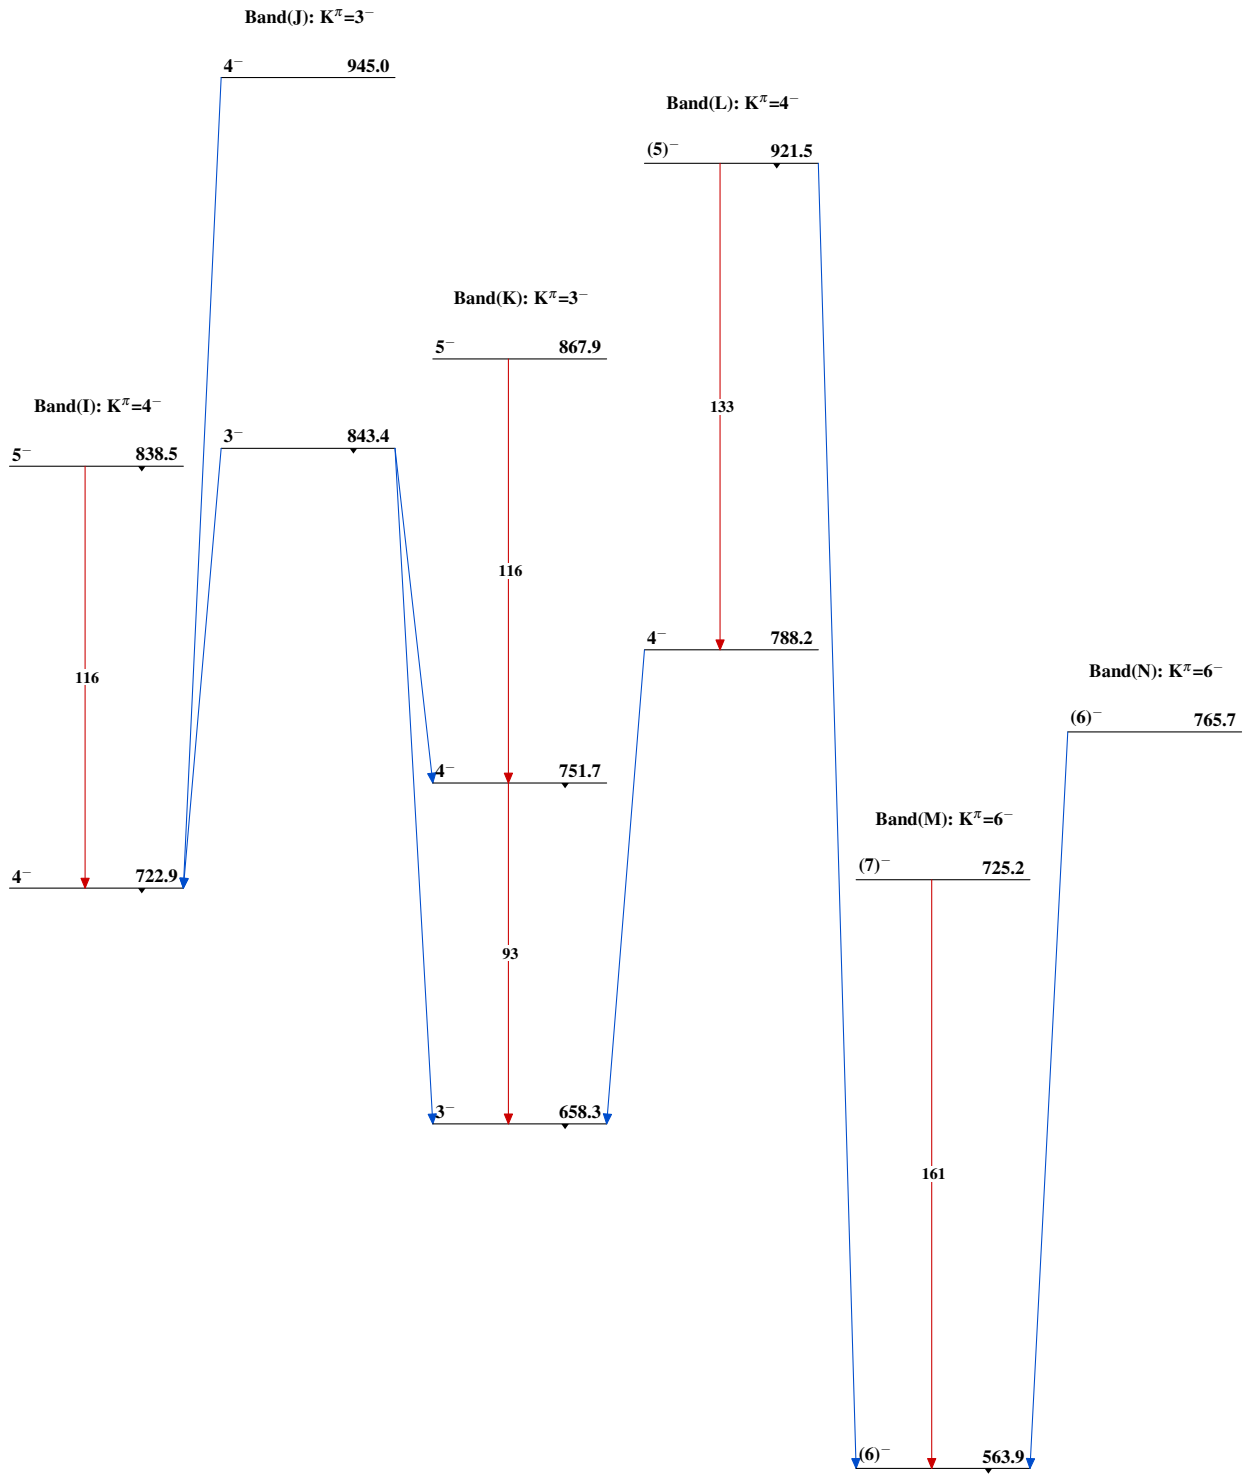 Band(J): K^π=3⁻
4⁻ 945.0
3⁻ 843.4
Band(I): K^π=4⁻
5⁻ 838.5
116
4⁻ 722.9
Band(K): K^π=3⁻
5⁻ 867.9
116
4⁻ 751.7
93
3⁻ 658.3
Band(L): K^π=4⁻
(5)⁻ 921.5
133
4⁻ 788.2
Band(M): K^π=6⁻
(7)⁻ 725.2
161
(6)⁻ 563.9
Band(N): K^π=6⁻
(6)⁻ 765.7